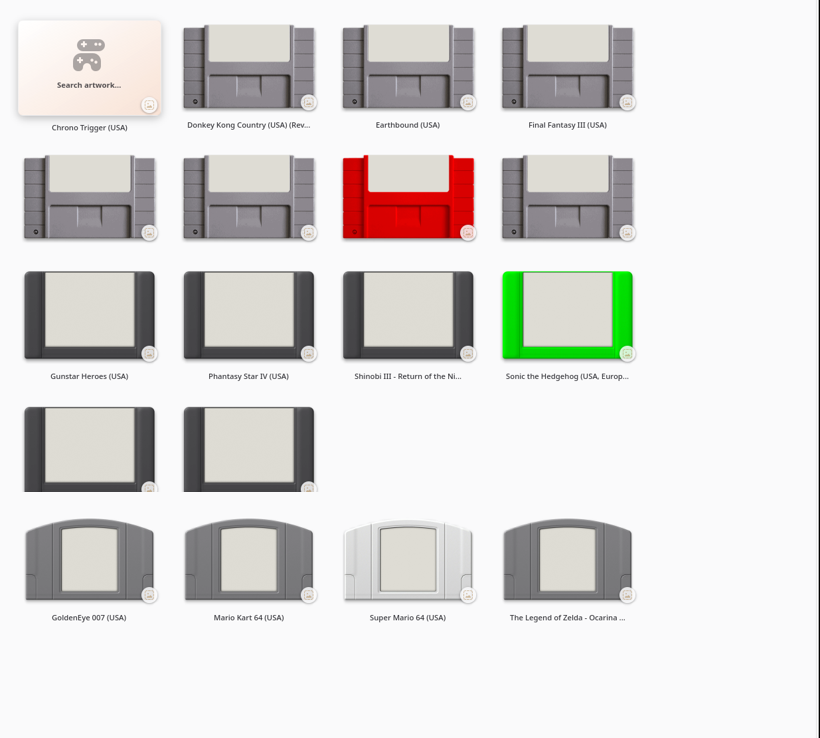 Search artwork...
Chrono Trigger (USA)
Donkey Kong Country (USA) (Rev...
Earthbound (USA)
Final Fantasy III (USA)
Gunstar Heroes (USA)
Phantasy Star IV (USA)
Shinobi III - Return of the Ni...
Sonic the Hedgehog (USA, Europ...
GoldenEye 007 (USA)
Mario Kart 64 (USA)
Super Mario 64 (USA)
The Legend of Zelda - Ocarina ...